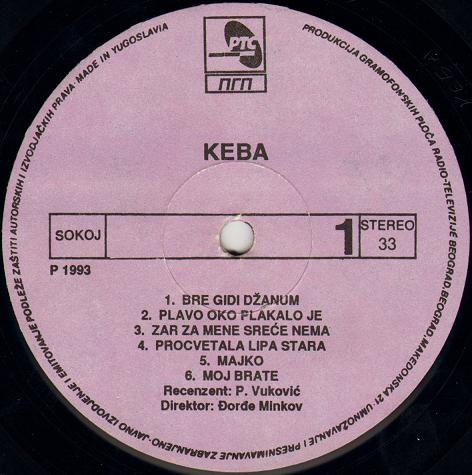 ZAŠTITI AUTORSKIH I IZVODJAČKIH PRAVA · MADE IN YUGOSLAVIA
PRODUKCIJA GRAMOFONSKIH PLOČA RADIO-TELEVIZIJE BEOGRAD, BEOGRAD, MAKEDONSKA 21 · UMNOŽAVANJE I PRESNIMAVANJE ZABRANJENO · JAVNO IZVODJENJE I EMITOVANJE PODLEŽE
РТС
ПГП
KEBA
SOKOJ
1
STEREO
33
P 1993
1. BRE GIDI DŽANUM
2. PLAVO OKO PLAKALO JE
3. ZAR ZA MENE SREĆE NEMA
4. PROCVETALA LIPA STARA
5. MAJKO
6. MOJ BRATE
Recenzent: P. Vuković
Direktor: Đorđe Minkov